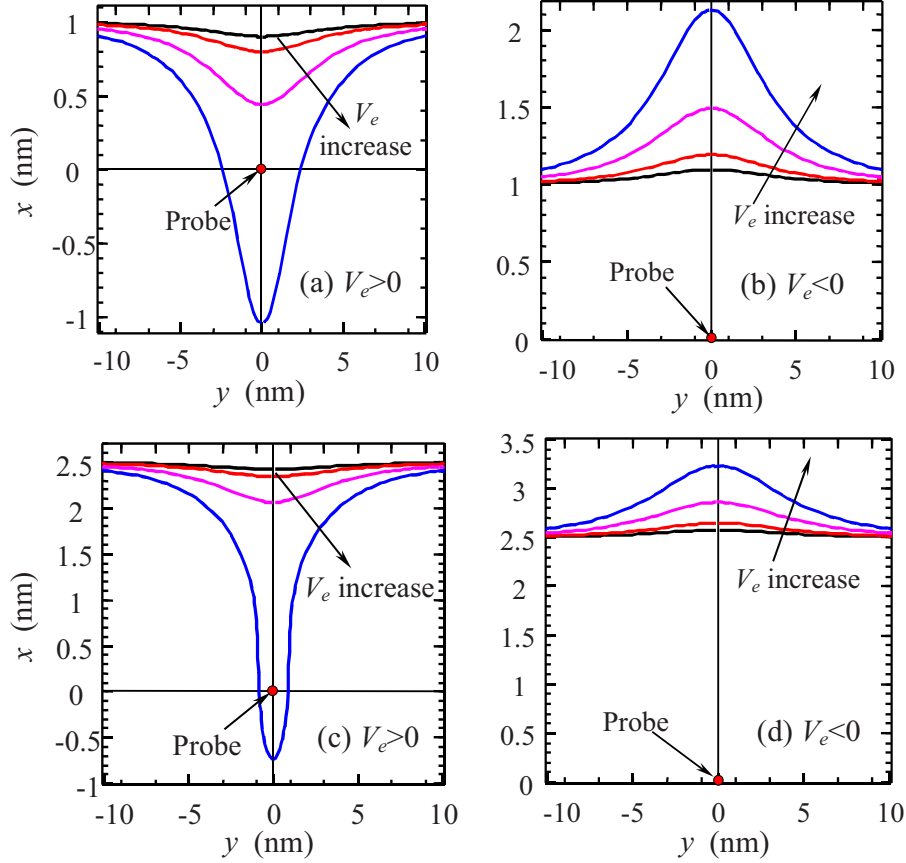 1
0.5
0
-0.5
-1
x (nm)
V_e
increase
Probe
(a) V_e>0
-10 -5 0 5 10
y (nm)
2
1.5
1
0.5
0
V_e increase
Probe
(b) V_e<0
-10 -5 0 5 10
y (nm)
2.5
2
1.5
1
0.5
0
-0.5
-1
x (nm)
V_e increase
Probe
(c) V_e>0
-10 -5 0 5 10
y (nm)
3.5
3
2.5
2
1.5
1
0.5
0
V_e increase
Probe
(d) V_e<0
-10 -5 0 5 10
y (nm)